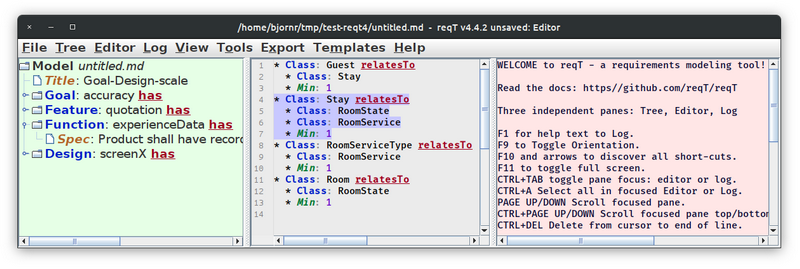 /home/bjornr/tmp/test-reqt4/untitled.md - reqT v4.4.2 unsaved: Editor
File Tree Editor Log View Tools Export Templates Help
Model untitled.md
Title: Goal-Design-scale
Goal: accuracy has
Feature: quotation has
Function: experienceData has
Spec: Product shall have record
Design: screenX has
1 * Class: Guest relatesTo
2 * Class: Stay
3 * Min: 1
4 * Class: Stay relatesTo
5 * Class: RoomState
6 * Class: RoomService
7 * Min: 1
8 * Class: RoomServiceType relatesTo
9 * Class: RoomService
10 * Min: 1
11 * Class: Room relatesTo
12 * Class: RoomState
13 * Min: 1
14
WELCOME to reqT - a requirements modeling tool!
Read the docs: https//github.com/reqT/reqT
Three independent panes: Tree, Editor, Log
F1 for help text to Log.
F9 to Toggle Orientation.
F10 and arrows to discover all short-cuts.
F11 to toggle full screen.
CTRL+TAB toggle pane focus: editor or log.
CTRL+A Select all in focused Editor or Log.
PAGE UP/DOWN Scroll focused pane.
CTRL+PAGE UP/DOWN Scroll focused pane top/bottom
CTRL+DEL Delete from cursor to end of line.